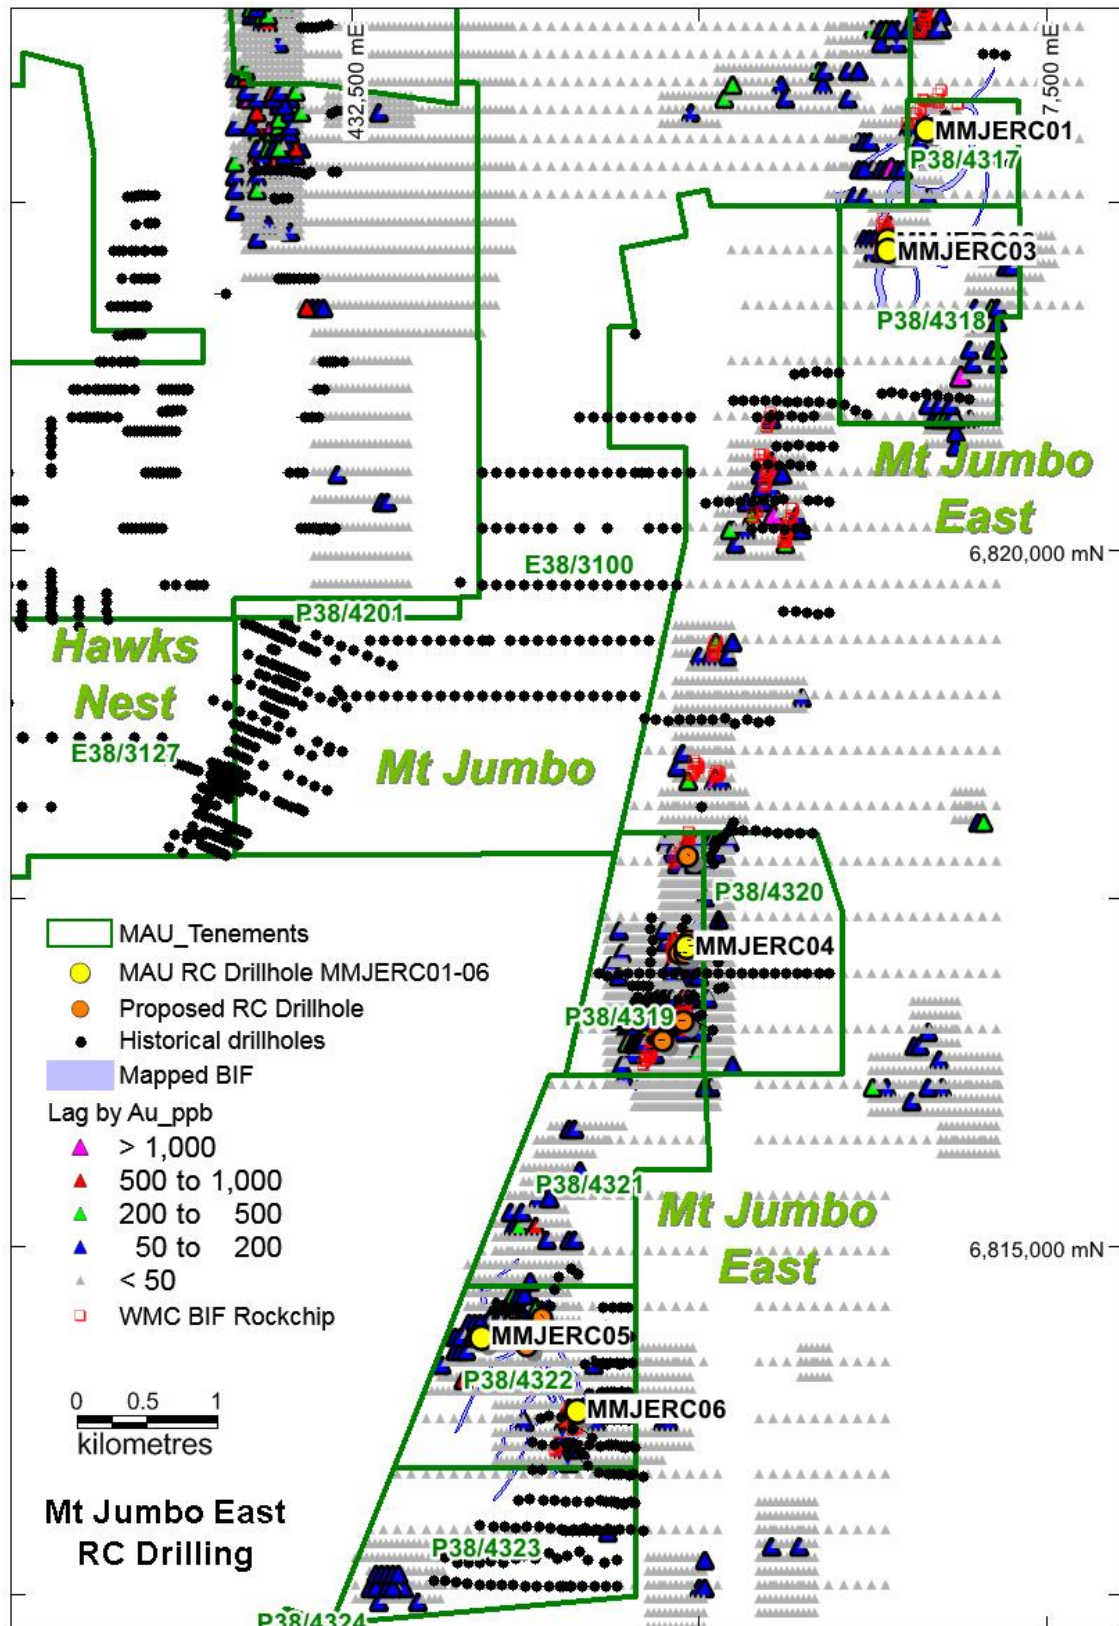 432,500 mE
7,500 mE
MMJERC01
P38/4317
MMJERC03
P38/4318
Mt Jumbo
East
6,820,000 mN
E38/3100
P38/4201
Hawks
Nest
E38/3127
Mt Jumbo
P38/4320
MMJERC04
P38/4319
MAU_Tenements
MAU RC Drillhole MMJERC01-06
Proposed RC Drillhole
Historical drillholes
Mapped BIF
Lag by Au_ppb
> 1,000
500 to 1,000
200 to 500
50 to 200
< 50
WMC BIF Rockchip
P38/4321
Mt Jumbo
East
6,815,000 mN
MMJERC05
P38/4322
MMJERC06
0 0.5 1
kilometres
Mt Jumbo East
RC Drilling
P38/4323
P38/4324